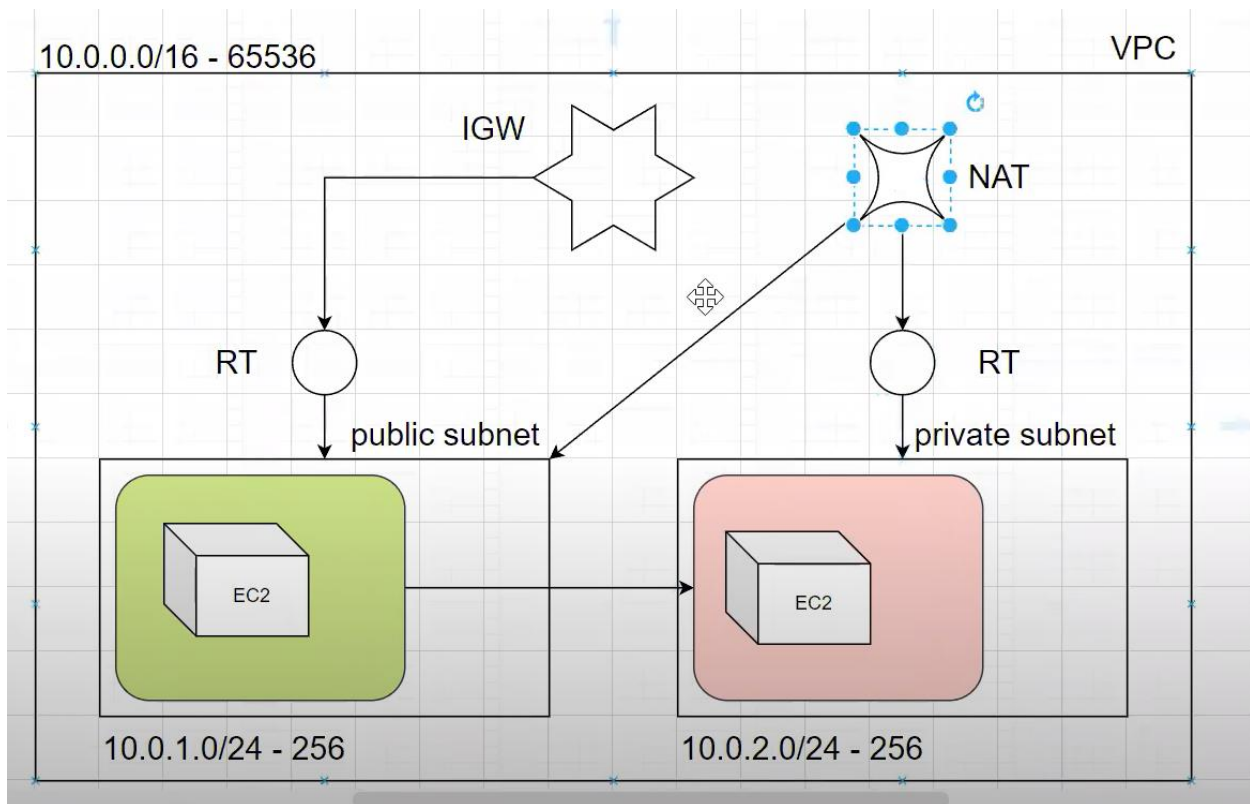 10.0.0.0/16 - 65536
VPC
IGW
NAT
RT
RT
public subnet
private subnet
EC2
EC2
10.0.1.0/24 - 256
10.0.2.0/24 - 256